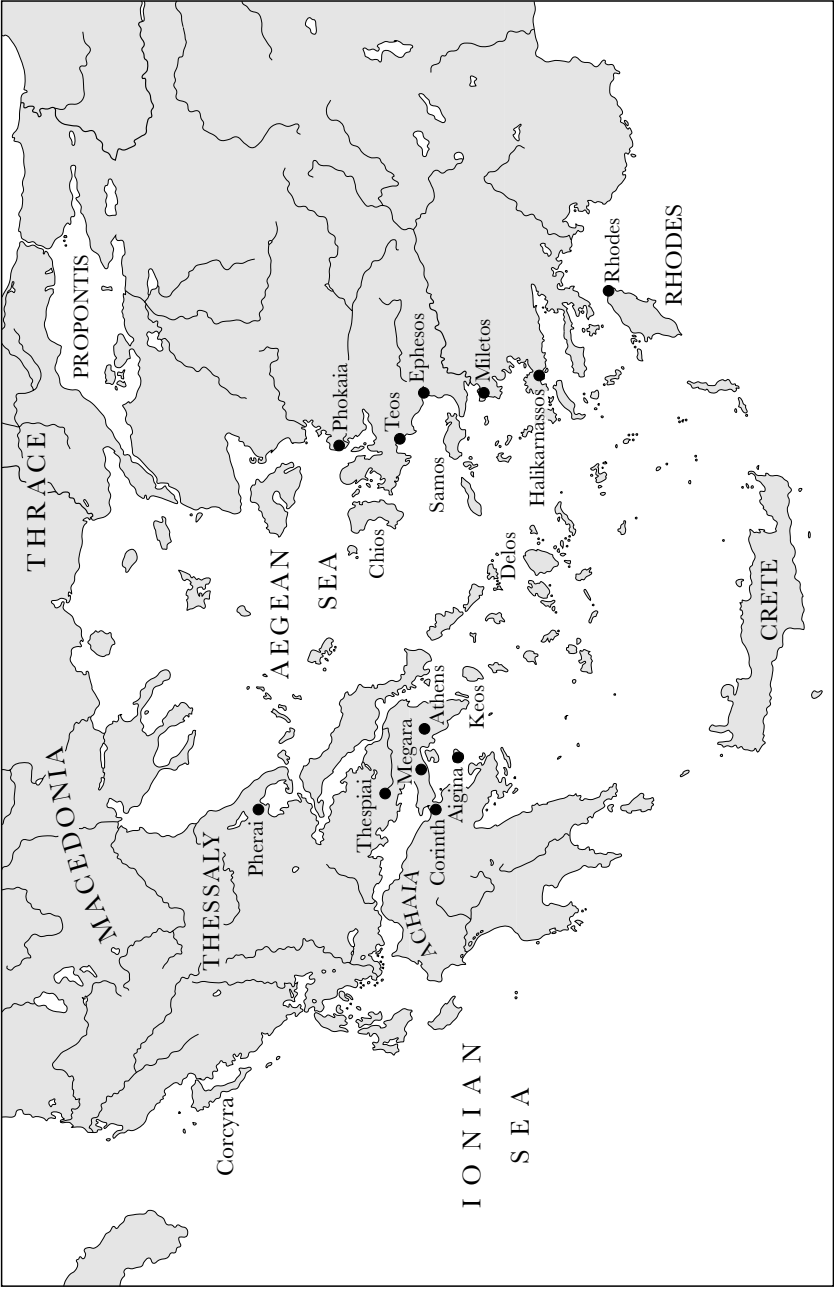 THRACE
PROPONTIS
MACEDONIA
THESSALY
Corcyra
Pherai
AEGEAN
SEA
Phokaia
Chios
Teos
Ephesos
Samos
Miletos
Halikarnassos
Rhodes
RHODES
Thespiai
Megara
Athens
ACHAIA
Corinth
Aigina
Keos
Delos
IONIAN
SEA
CRETE